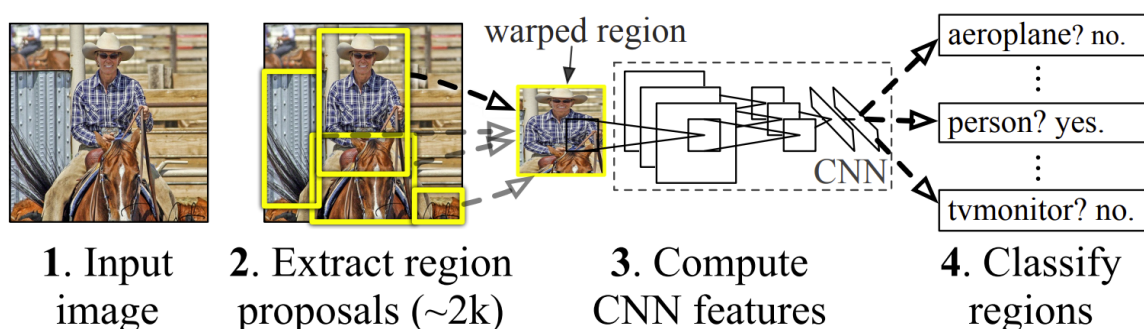 warped region
aeroplane? no.
person? yes.
CNN
tvmonitor? no.
1. Input
image
2. Extract region
proposals (~2k)
3. Compute
CNN features
4. Classify
regions